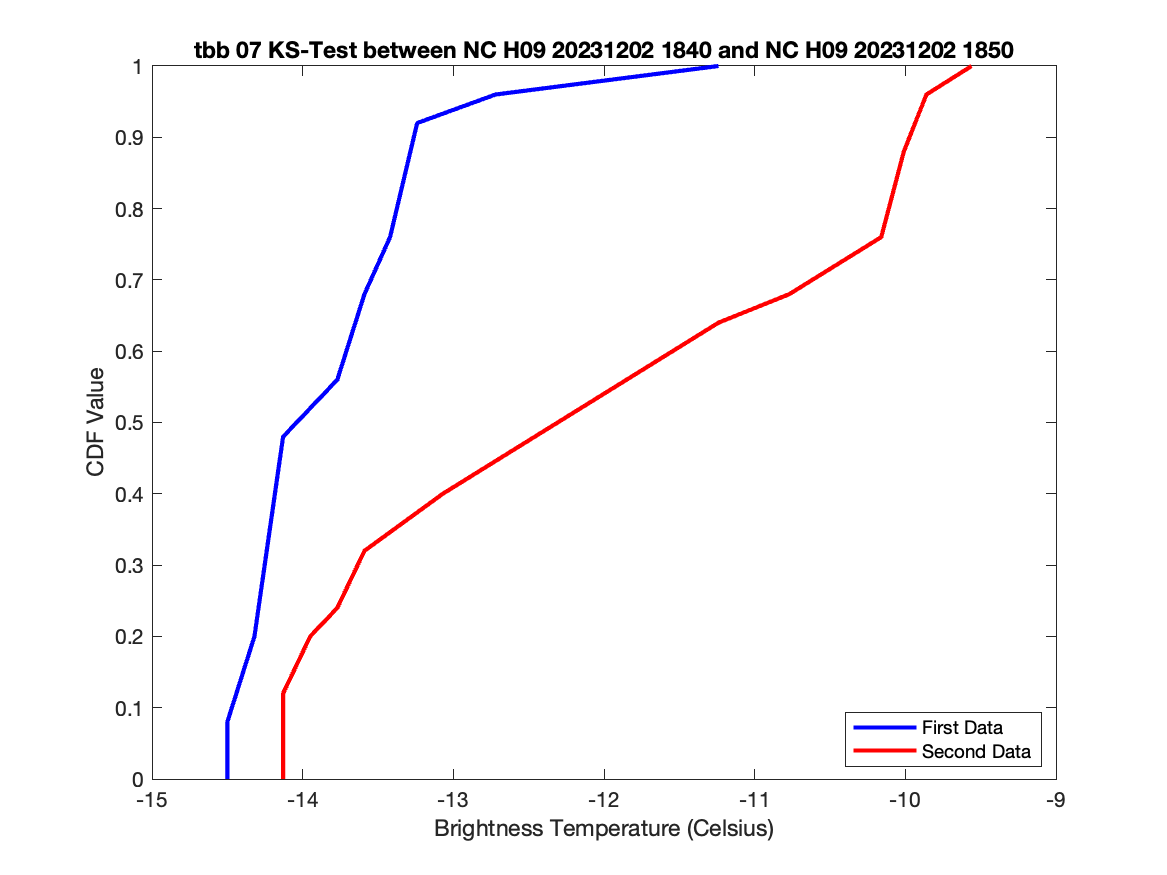 tbb 07 KS-Test between NC H09 20231202 1840 and NC H09 20231202 1850
1
0.9
0.8
0.7
0.6
0.5
0.4
0.3
0.2
0.1
0
CDF Value
First Data
Second Data
-15 -14 -13 -12 -11 -10 -9
Brightness Temperature (Celsius)